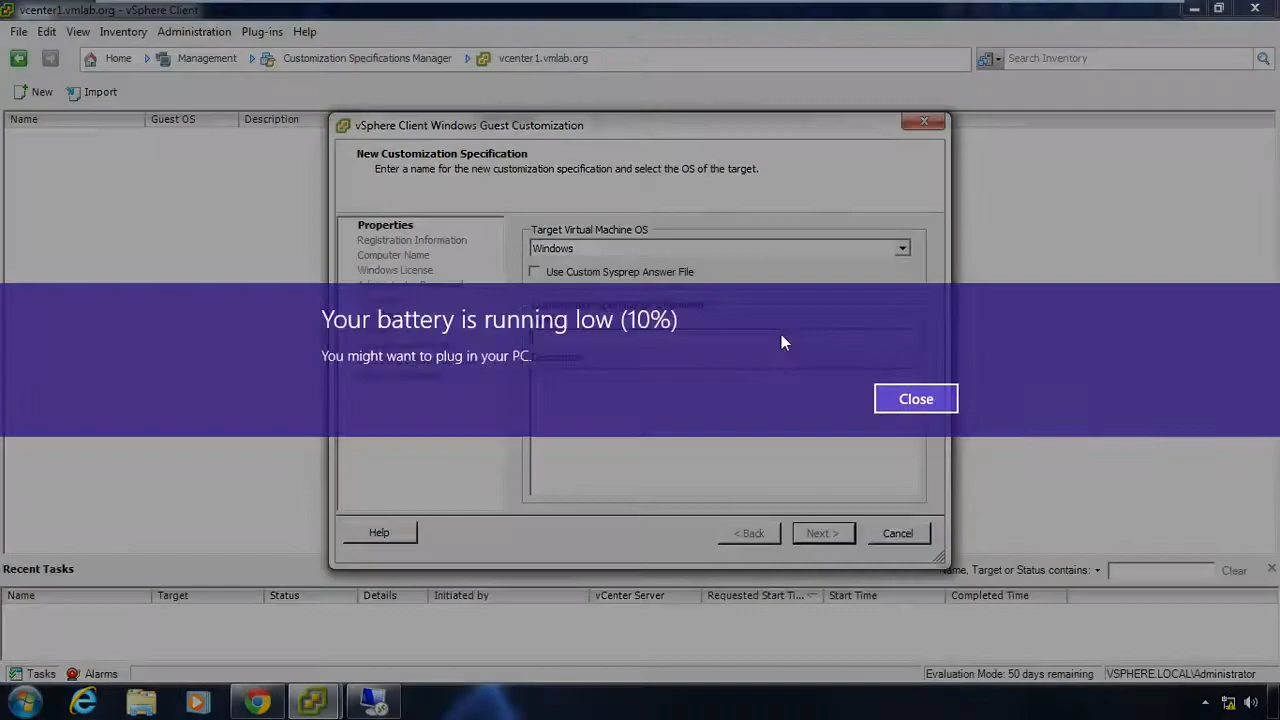 vcenter1.vmlab.org - vSphere Client
File Edit View Inventory Administration Plug-ins Help
Home Management Customization Specifications Manager vcenter1.vmlab.org Search Inventory
New Import
Name Guest OS Description
vSphere Client Windows Guest Customization
New Customization Specification
Enter a name for the new customization specification and select the OS of the target.
Properties
Registration Information
Computer Name
Windows License
Target Virtual Machine OS
Windows
Use Custom Sysprep Answer File
Your battery is running low (10%)
You might want to plug in your PC.
Close
Help < Back Next > Cancel
Recent Tasks
Name, Target or Status contains: Clear
Name Target Status Details Initiated by vCenter Server Requested Start Ti... Start Time Completed Time
Tasks Alarms Evaluation Mode: 50 days remaining VSPHERE.LOCAL\Administrator